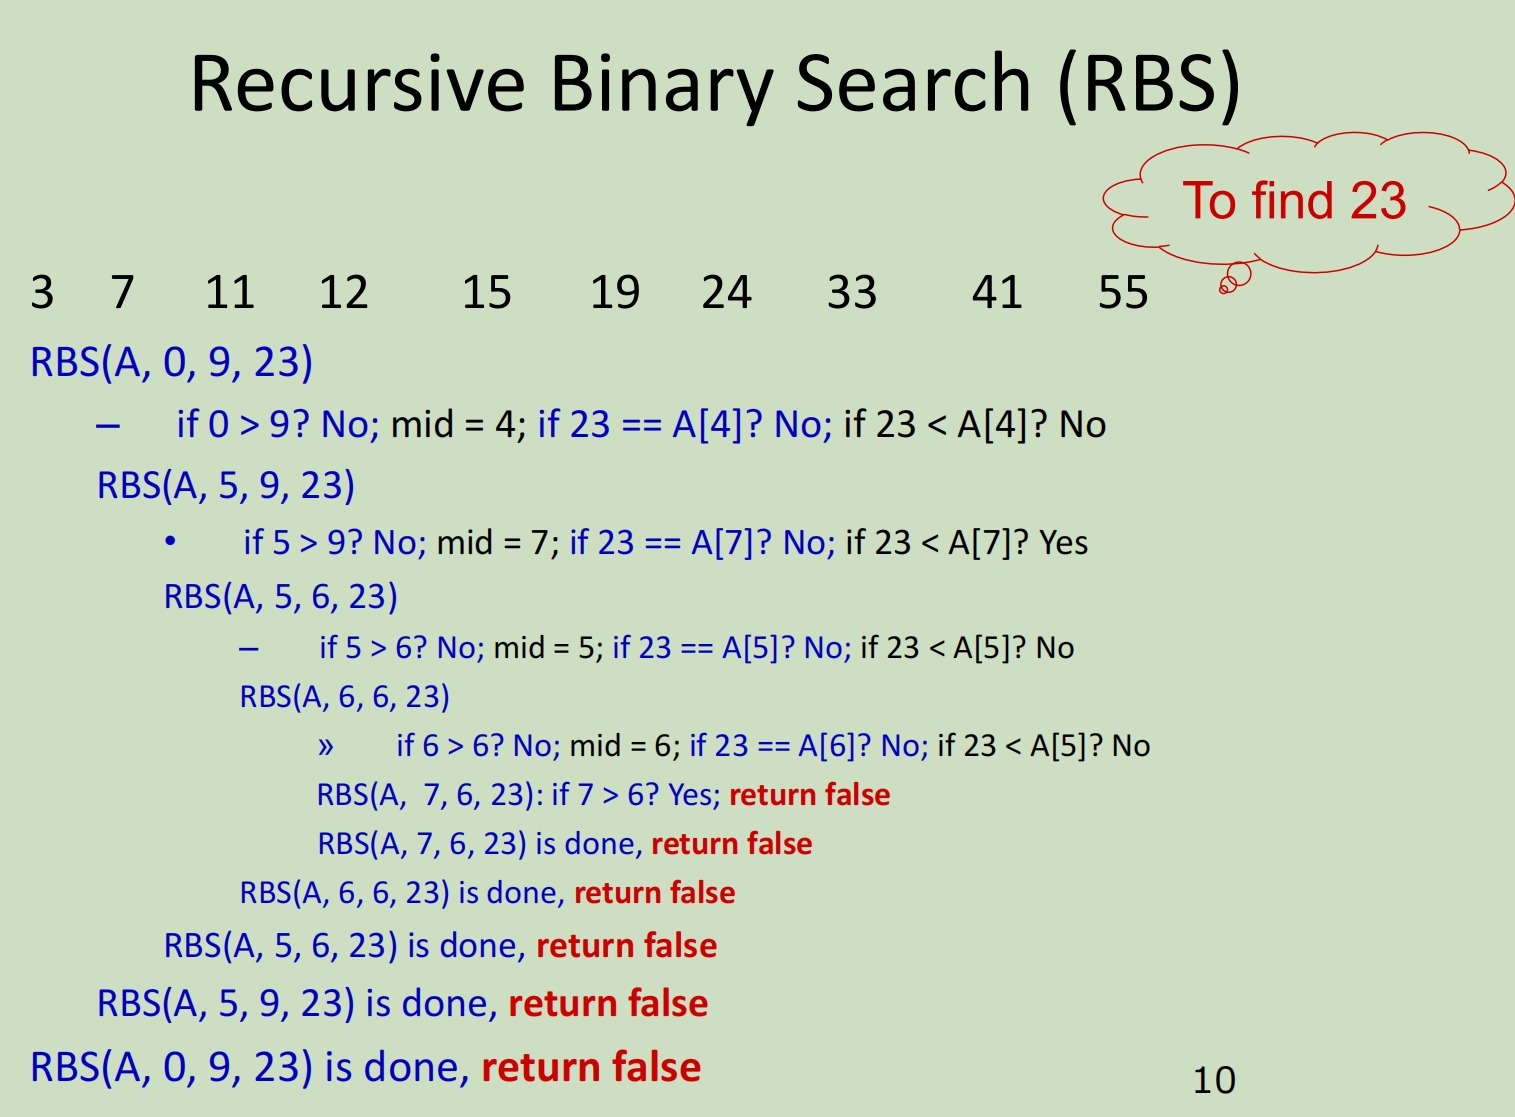 Recursive Binary Search (RBS)
To find 23
3 7 11 12 15 19 24 33 41 55
RBS(A, 0, 9, 23)
– if 0 > 9? No; mid = 4; if 23 == A[4]? No; if 23 < A[4]? No
RBS(A, 5, 9, 23)
• if 5 > 9? No; mid = 7; if 23 == A[7]? No; if 23 < A[7]? Yes
RBS(A, 5, 6, 23)
– if 5 > 6? No; mid = 5; if 23 == A[5]? No; if 23 < A[5]? No
RBS(A, 6, 6, 23)
» if 6 > 6? No; mid = 6; if 23 == A[6]? No; if 23 < A[5]? No
RBS(A, 7, 6, 23): if 7 > 6? Yes; return false
RBS(A, 7, 6, 23) is done, return false
RBS(A, 6, 6, 23) is done, return false
RBS(A, 5, 6, 23) is done, return false
RBS(A, 5, 9, 23) is done, return false
RBS(A, 0, 9, 23) is done, return false
10